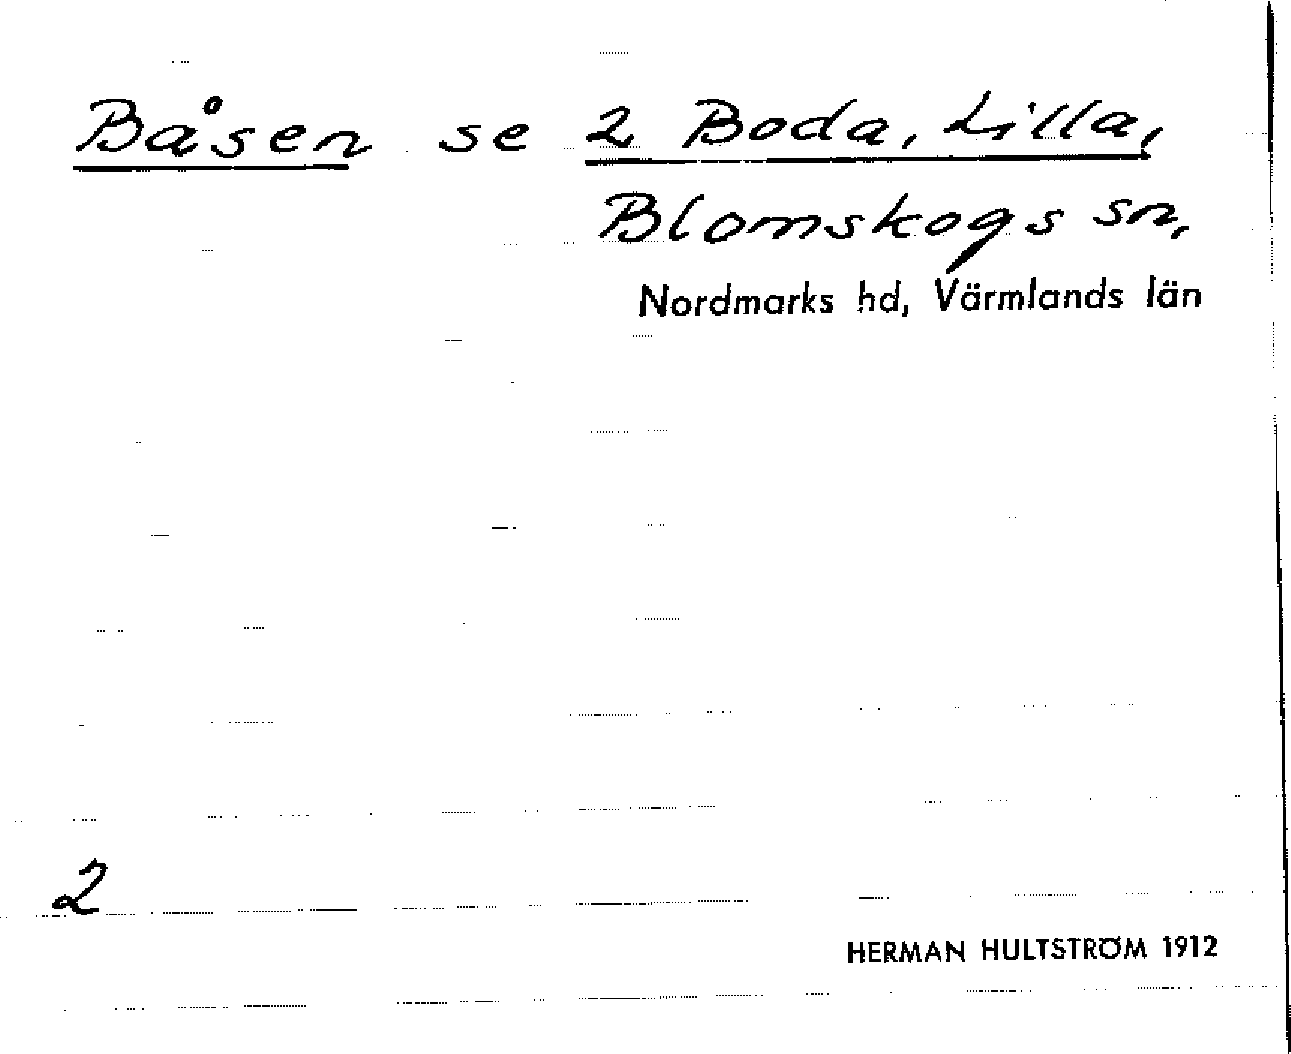 Båsen se 2 Boda, Lilla,
Blomskogs sn,
Nordmarks hd, Värmlands län
2
HERMAN HULTSTRÖM 1912